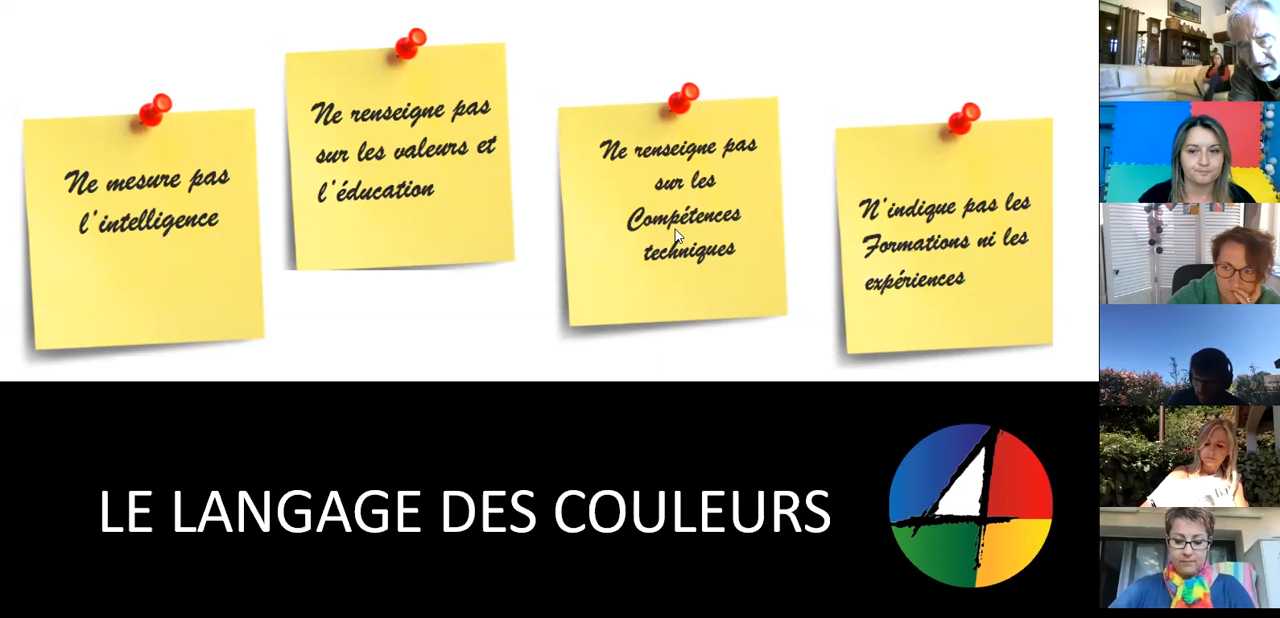 Ne mesure pas
l'intelligence
Ne renseigne pas
sur les valeurs et
l'éducation
Ne renseigne pas
sur les
Compétences
techniques
N'indique pas les
Formations ni les
expériences
LE LANGAGE DES COULEURS
4